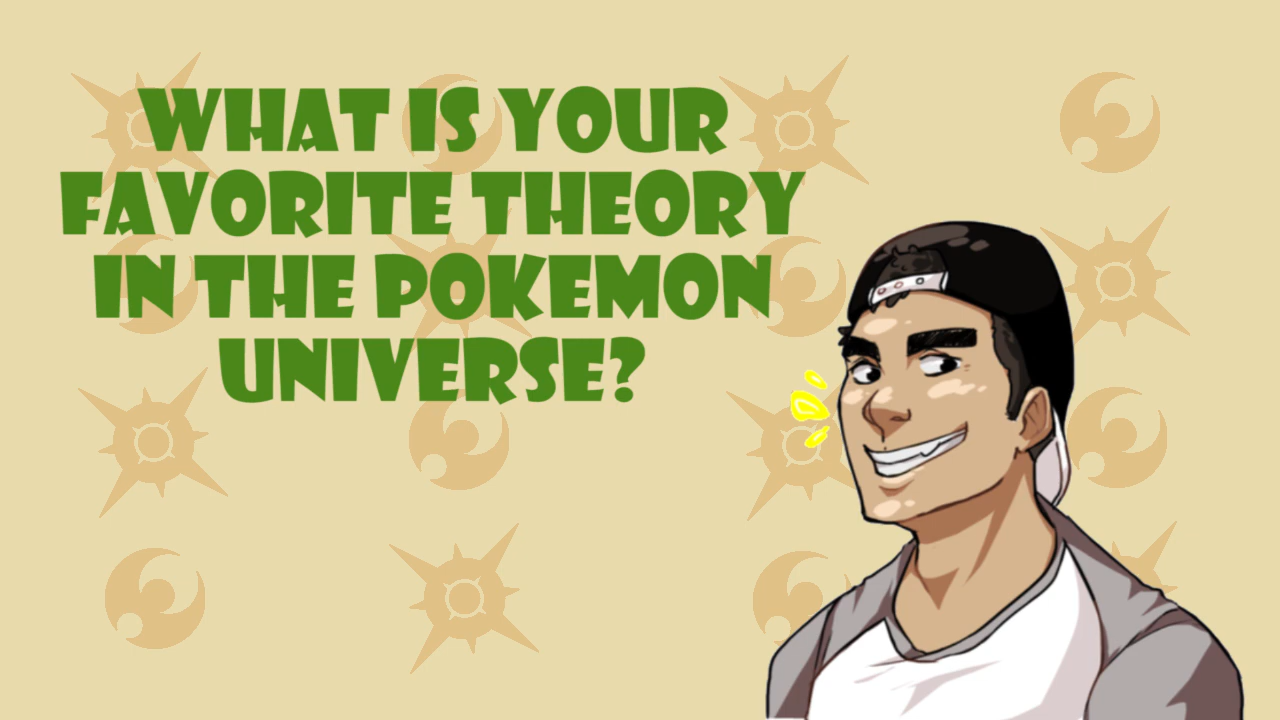 WHAT IS YOUR
FAVORITE THEORY
IN THE POKEMON
UNIVERSE?